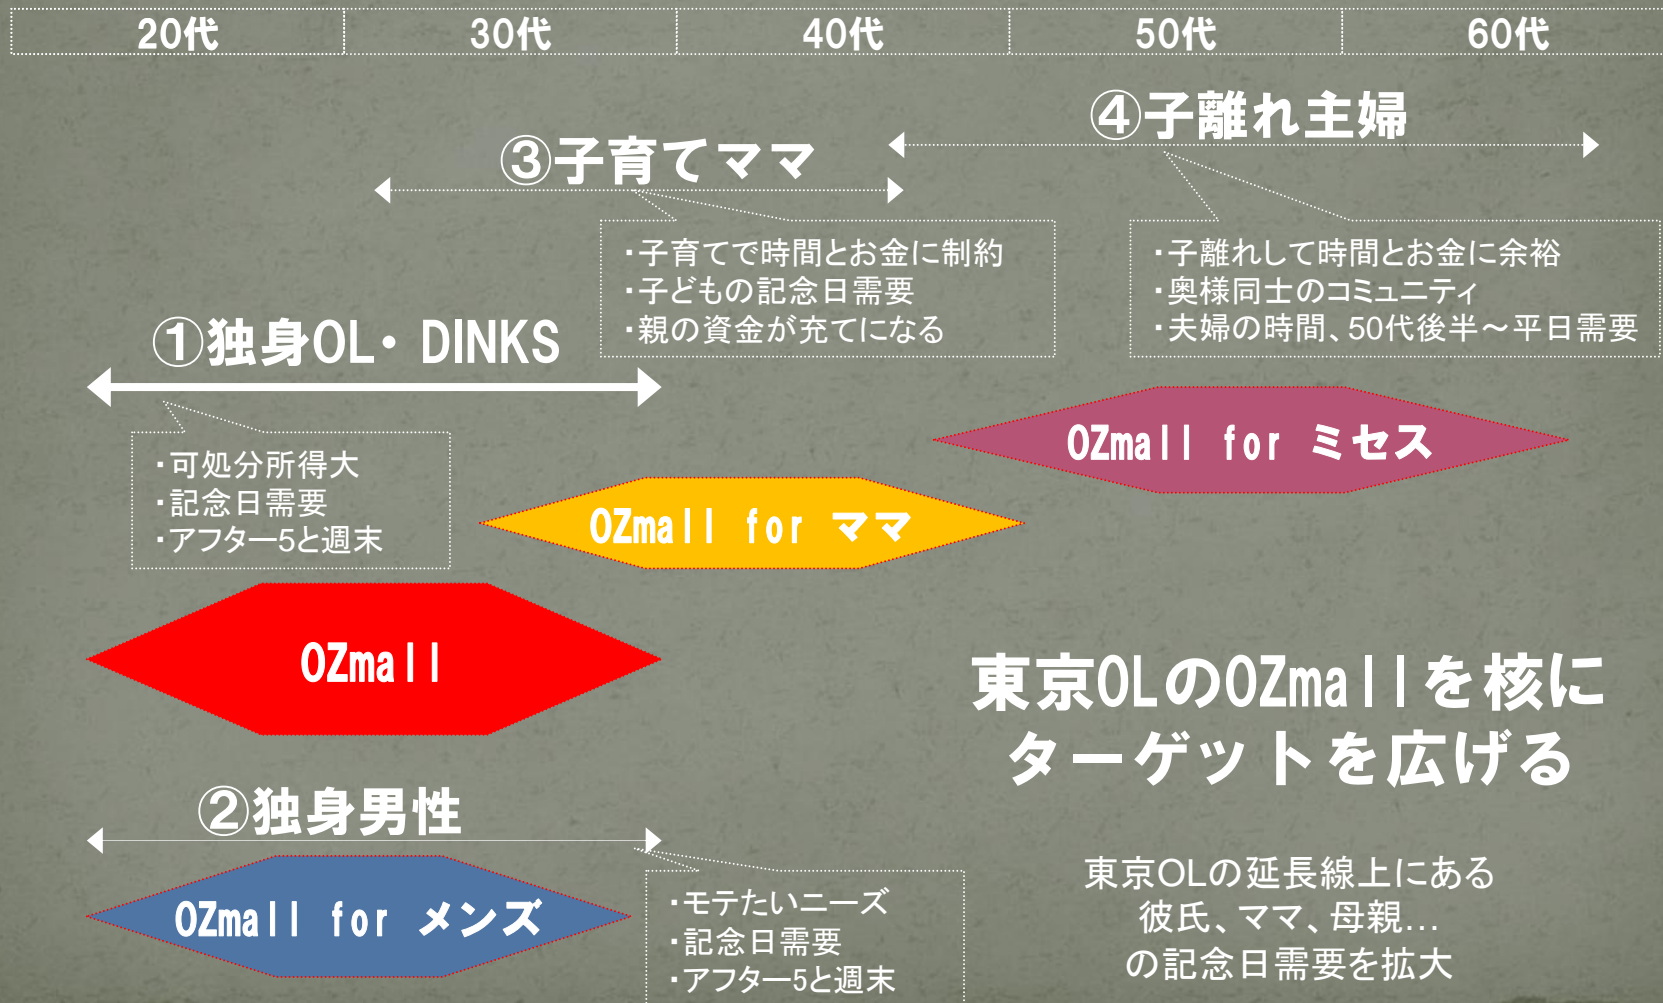 20代 30代 40代 50代 60代
④子離れ主婦
③子育てママ
・子育てで時間とお金に制約
・子どもの記念日需要
・親の資金が充てになる
・子離れして時間とお金に余裕
・奥様同士のコミュニティ
・夫婦の時間、50代後半～平日需要
①独身OL・DINKS
・可処分所得大
・記念日需要
・アフター5と週末
OZmall for ミセス
OZmall for ママ
OZmall
東京OLのOZmallを核に
ターゲットを広げる
②独身男性
OZmall for メンズ
・モテたいニーズ
・記念日需要
・アフター5と週末
東京OLの延長線上にある
彼氏、ママ、母親…
の記念日需要を拡大